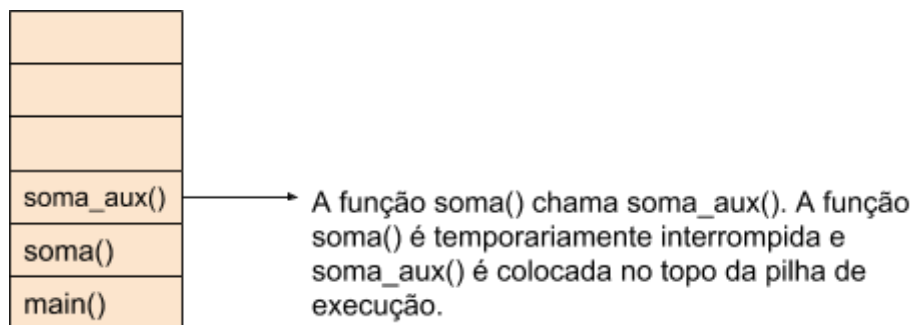 soma_aux()
soma()
main()
A função soma() chama soma_aux(). A função
soma() é temporariamente interrompida e
soma_aux() é colocada no topo da pilha de
execução.